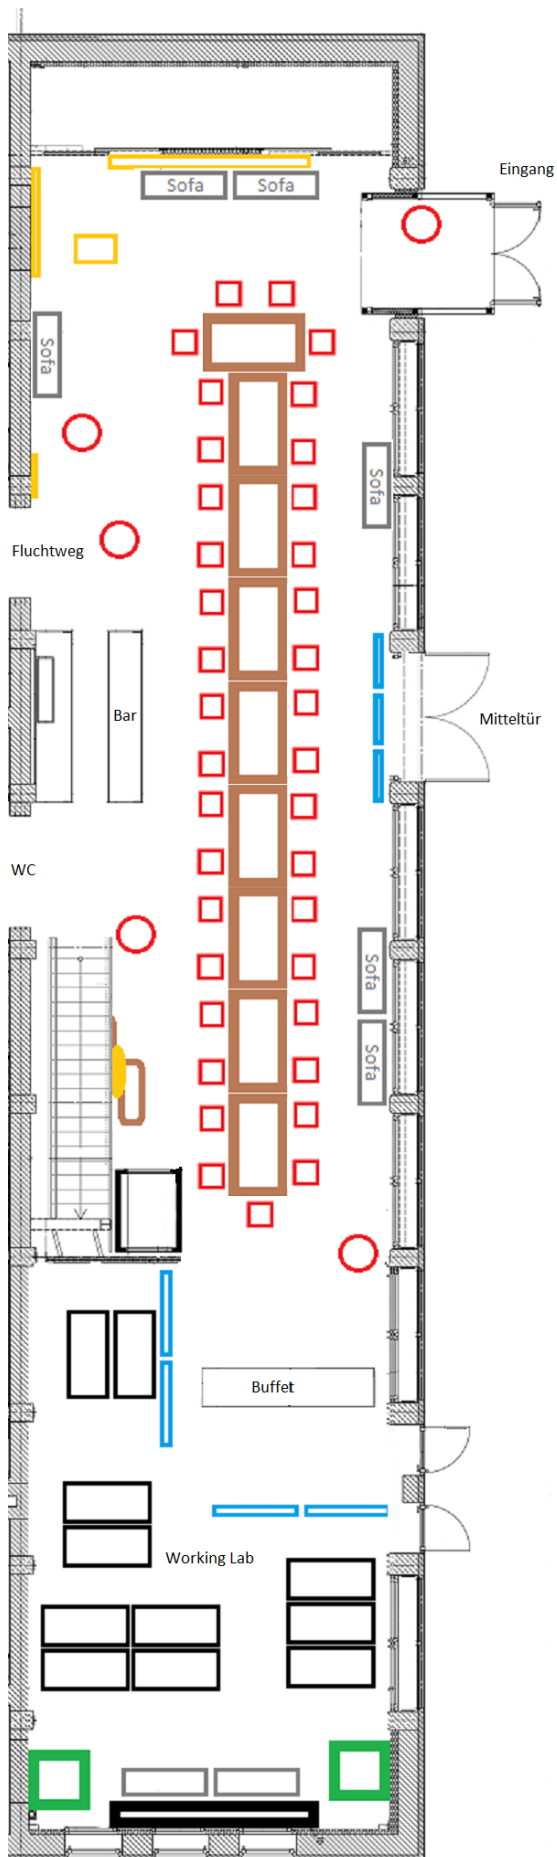 Eingang
Sofa
Sofa
Sofa
Sofa
Fluchtweg
Bar
Mitteltür
WC
Sofa
Sofa
Buffet
Working Lab